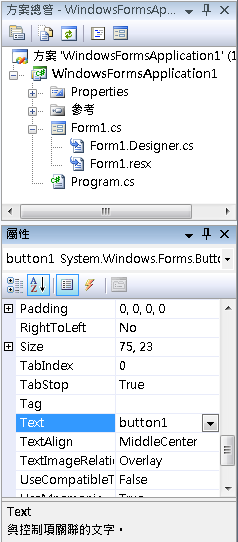 方案總管 - WindowsFormsAp...
方案 'WindowsFormsApplication1' (1
WindowsFormsApplication1
Properties
參考
Form1.cs
Form1.Designer.cs
Form1.resx
Program.cs
屬性
button1 System.Windows.Forms.Butto
Padding 0, 0, 0, 0
RightToLeft No
Size 75, 23
TabIndex 0
TabStop True
Tag
Text button1
TextAlign MiddleCenter
TextImageRelatio Overlay
UseCompatibleT False
UseMnemonic True
Text
與控制項關聯的文字。